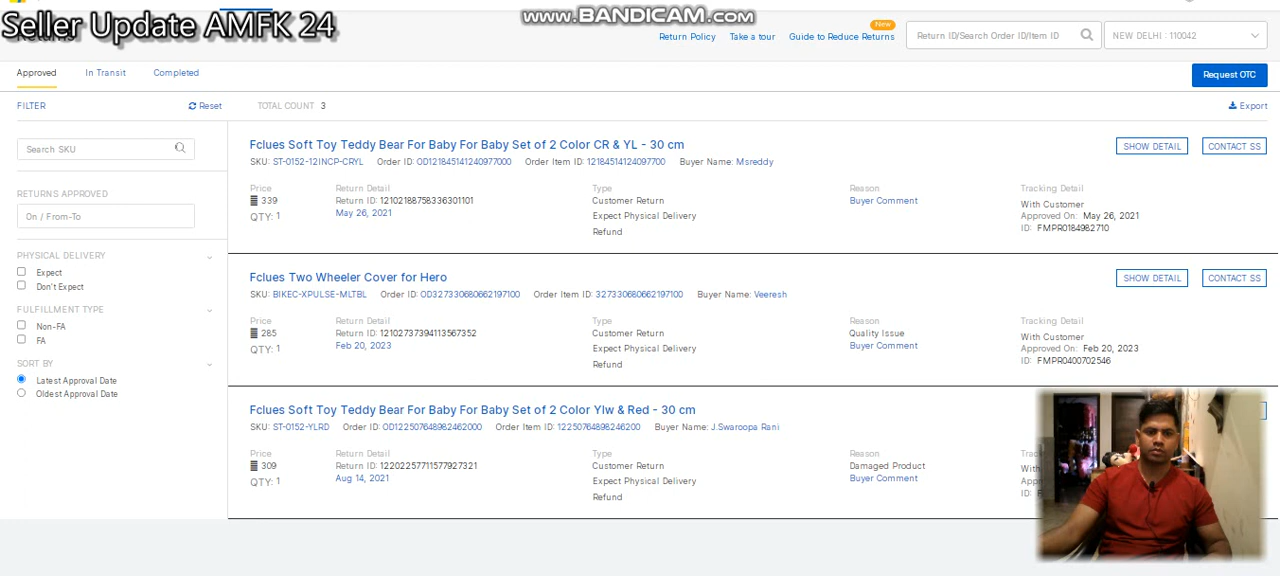 www.BANDICAM.com
Seller Update AMFK 24
Returns
New
Return Policy Take a tour Guide to Reduce Returns Return ID/Search Order ID/Item ID NEW DELHI : 110042
Approved In Transit Completed Request OTC
FILTER Reset TOTAL COUNT 3 Export
Search SKU
RETURNS APPROVED
On / From-To
PHYSICAL DELIVERY
Expect
Don't Expect
FULFILLMENT TYPE
Non-FA
FA
SORT BY
Latest Approval Date
Oldest Approval Date
Fclues Soft Toy Teddy Bear For Baby For Baby Set of 2 Color CR & YL - 30 cm SHOW DETAIL CONTACT SS
SKU: ST-0152-12INCP-CRYL Order ID: OD121845141240977000 Order Item ID: 12184514124097700 Buyer Name: Msreddy
Price Return Detail Type Reason Tracking Detail
339 Return ID: 12102188758336301101 Customer Return Buyer Comment With Customer
QTY: 1 May 26, 2021 Expect Physical Delivery Approved On: May 26, 2021
Refund ID: FMPR0184982710
Fclues Two Wheeler Cover for Hero SHOW DETAIL CONTACT SS
SKU: BIKEC-XPULSE-MLTBL Order ID: OD327330680662197100 Order Item ID: 327330680662197100 Buyer Name: Veeresh
Price Return Detail Type Reason Tracking Detail
285 Return ID: 12102737394113567352 Customer Return Quality Issue With Customer
QTY: 1 Feb 20, 2023 Expect Physical Delivery Buyer Comment Approved On: Feb 20, 2023
Refund ID: FMPR0400702546
Fclues Soft Toy Teddy Bear For Baby For Baby Set of 2 Color Ylw & Red - 30 cm
SKU: ST-0152-YLRD Order ID: OD122507648982462000 Order Item ID: 12250764898246200 Buyer Name: J.Swaroopa Rani
Price Return Detail Type Reason
309 Return ID: 12202257711577927321 Customer Return Damaged Product With
QTY: 1 Aug 14, 2021 Expect Physical Delivery Buyer Comment
Refund ID: